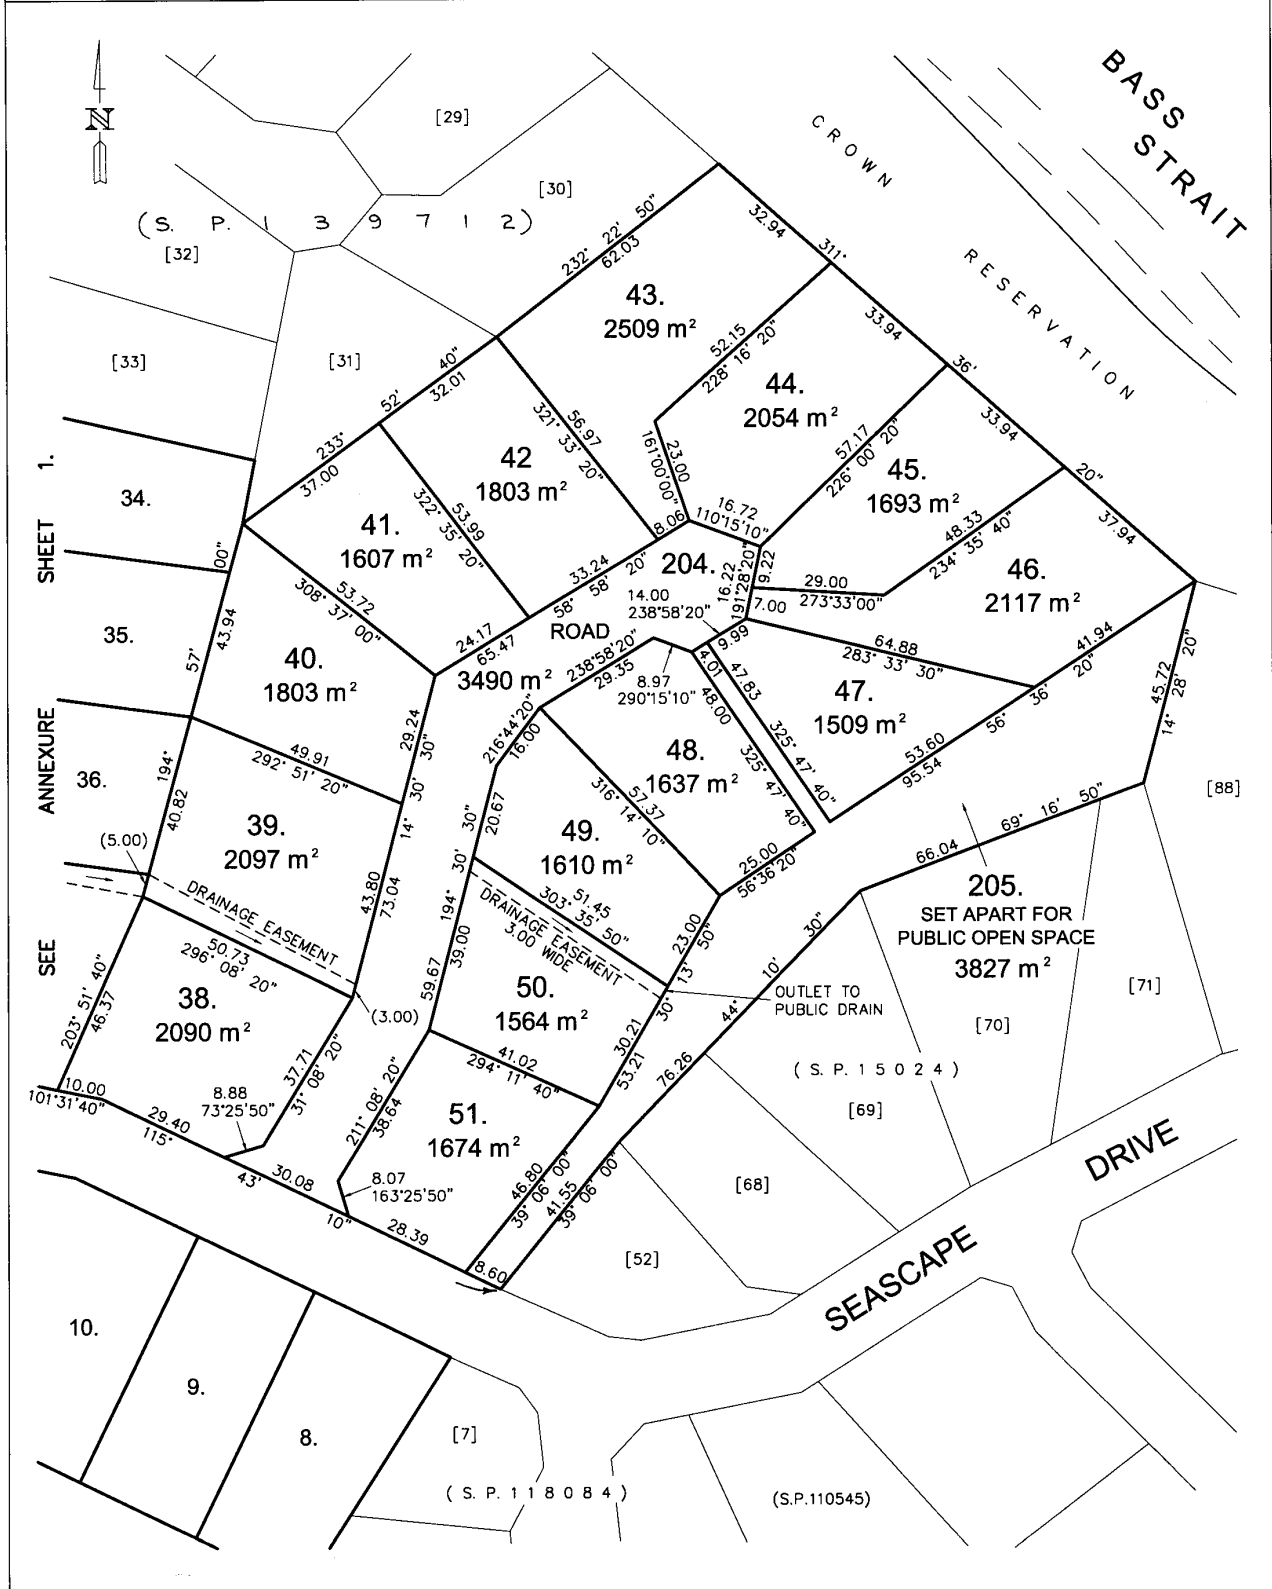 BASS
STRAIT
CROWN
RESERVATION
N
[29]
[30]
(S. P. 1 3 9 7 1 2)
[32]
[33]
[31]
232° 22' 50"
62.03
32.94
311°
43.
2509 m²
52.15
228° 16' 20"
33.94
36'
44.
2054 m²
233° 52' 40"
32.01
37.00
56.97
321° 33' 20"
161°00'00"
23.00
57.17
226° 00' 20"
33.94
20"
42
1803 m²
45.
1693 m²
SEE ANNEXURE SHEET 1.
34.
41.
1607 m²
53.99
322° 35' 20"
8.06
16.72
110°15'10"
48.33
234° 35' 40"
37.94
204.
33.24
58° 58' 20"
16.22
191°28'20"
9.22
29.00
273°33'00"
7.00
46.
2117 m²
53.72
308° 37' 00"
14.00
238°58'20"
ROAD
3490 m²
24.17
65.47
35.
194° 57' 00"
43.94
40.
1803 m²
238°58'20"
29.35
9.99
4.01
8.97
290°15'10"
64.88
283° 33' 30"
41.94
56° 36' 20"
45.72
14° 28' 20"
47.
1509 m²
47.83
325° 47' 40"
48.00
325° 47' 40"
216°44'20"
16.00
48.
1637 m²
53.60
95.54
29.24
14° 30' 30"
49.91
292° 51' 20"
36.
57.37
316° 14' 10"
[88]
39.
2097 m²
(5.00)
40.82
20.67
194° 30' 30"
49.
1610 m²
25.00
56°36'20"
66.04
69° 16' 50"
205.
SET APART FOR
PUBLIC OPEN SPACE
3827 m²
DRAINAGE EASEMENT
43.80
73.04
51.45
303° 35' 50"
DRAINAGE EASEMENT
3.00 WIDE
23.00
30° 13' 50"
44° 10' 30"
50.73
296° 08' 20"
38.
2090 m²
39.00
59.67
50.
1564 m²
OUTLET TO
PUBLIC DRAIN
[71]
[70]
(3.00)
203° 51' 40"
46.37
37.71
31° 08' 20"
41.02
294° 11' 40"
30.21
53.21
76.26
(S. P. 1 5 0 2 4)
[69]
10.00
101°31'40"
8.88
73°25'50"
211° 08' 20"
38.64
51.
1674 m²
29.40
115° 43' 10"
30.08
8.07
163°25'50"
46.80
39° 06' 00"
41.55
39° 06' 00"
[68]
28.39
8.60
[52]
SEASCAPE DRIVE
10.
9.
8.
[7]
(S. P. 1 1 8 0 8 4)
(S.P.110545)